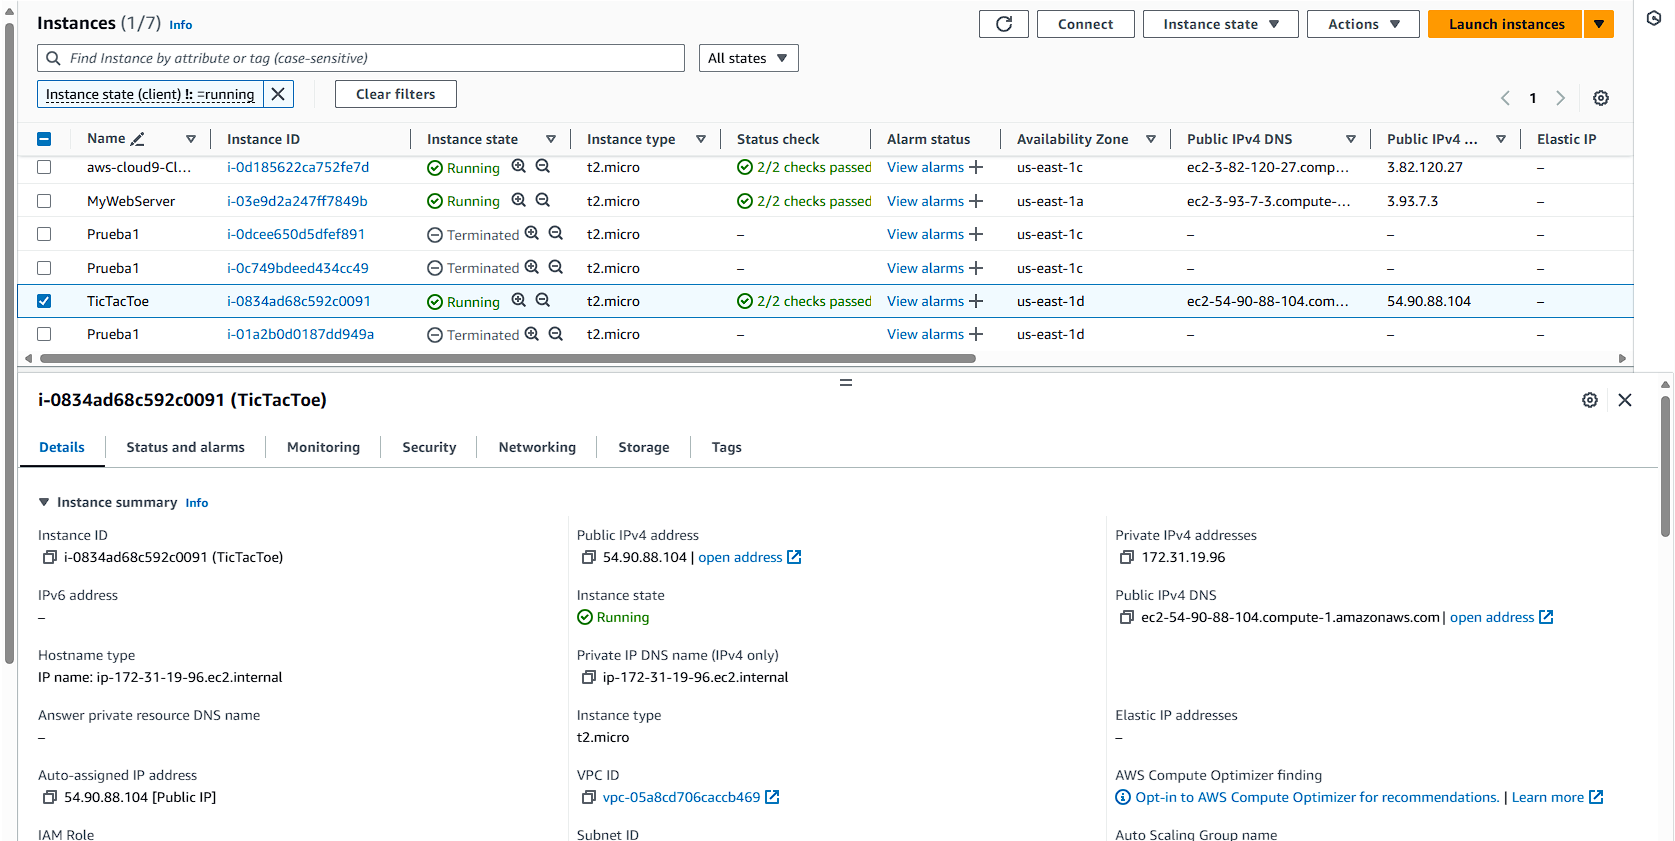 Instances (1/7) Info
Connect
Instance state
Actions
Launch instances
Find Instance by attribute or tag (case-sensitive)
All states
Instance state (client) !: =running
Clear filters
1
Name Instance ID Instance state Instance type Status check Alarm status Availability Zone Public IPv4 DNS Public IPv4 ... Elastic IP
aws-cloud9-Cl... i-0d185622ca752fe7d Running t2.micro 2/2 checks passed View alarms us-east-1c ec2-3-82-120-27.comp... 3.82.120.27 –
MyWebServer i-03e9d2a247ff7849b Running t2.micro 2/2 checks passed View alarms us-east-1a ec2-3-93-7-3.compute-... 3.93.7.3 –
Prueba1 i-0dcee650d5dfef891 Terminated t2.micro – View alarms us-east-1c – – –
Prueba1 i-0c749bdeed434cc49 Terminated t2.micro – View alarms us-east-1c – – –
TicTacToe i-0834ad68c592c0091 Running t2.micro 2/2 checks passed View alarms us-east-1d ec2-54-90-88-104.com... 54.90.88.104 –
Prueba1 i-01a2b0d0187dd949a Terminated t2.micro – View alarms us-east-1d – – –
i-0834ad68c592c0091 (TicTacToe)
Details Status and alarms Monitoring Security Networking Storage Tags
Instance summary Info
Instance ID
i-0834ad68c592c0091 (TicTacToe)
Public IPv4 address
54.90.88.104 | open address
Private IPv4 addresses
172.31.19.96
IPv6 address
–
Instance state
Running
Public IPv4 DNS
ec2-54-90-88-104.compute-1.amazonaws.com | open address
Hostname type
IP name: ip-172-31-19-96.ec2.internal
Private IP DNS name (IPv4 only)
ip-172-31-19-96.ec2.internal
Answer private resource DNS name
–
Instance type
t2.micro
Elastic IP addresses
–
Auto-assigned IP address
54.90.88.104 [Public IP]
VPC ID
vpc-05a8cd706caccb469
AWS Compute Optimizer finding
Opt-in to AWS Compute Optimizer for recommendations. | Learn more
IAM Role
Subnet ID
Auto Scaling Group name